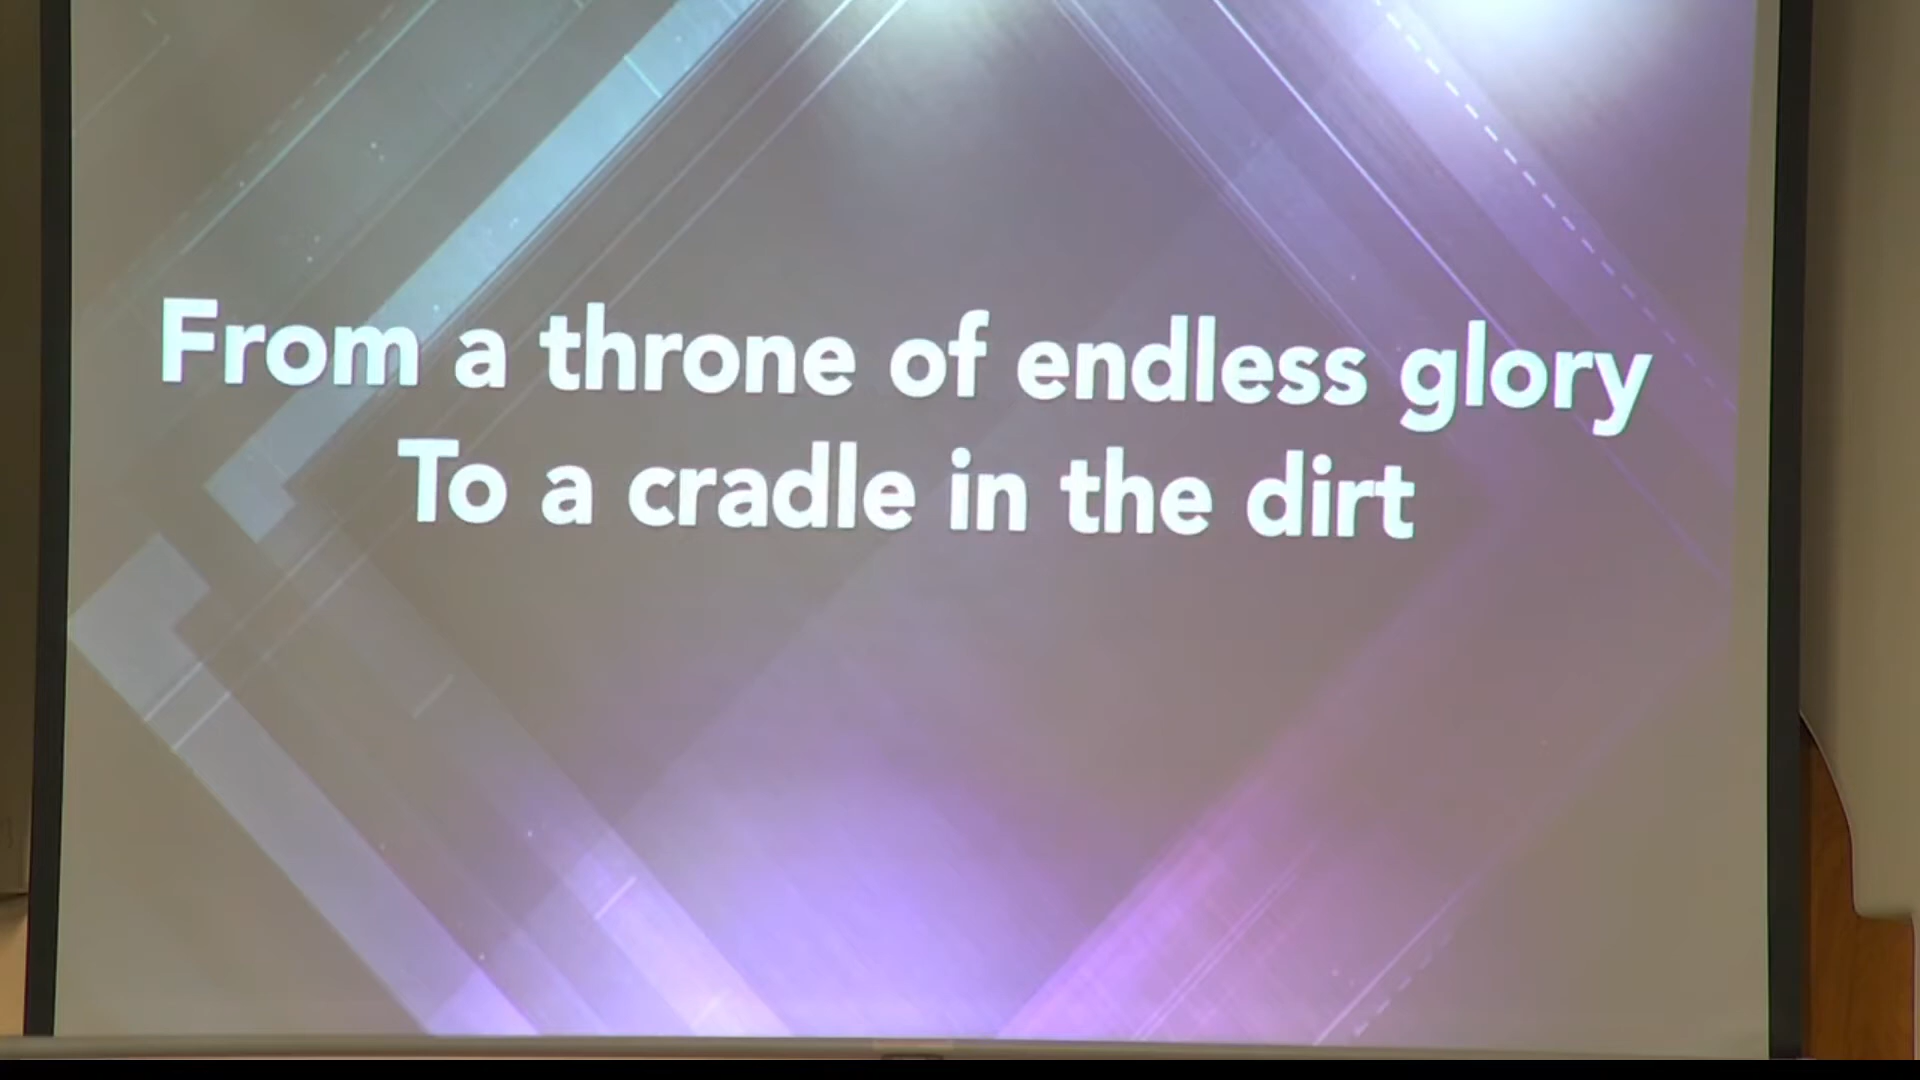 From a throne of endless glory
To a cradle in the dirt